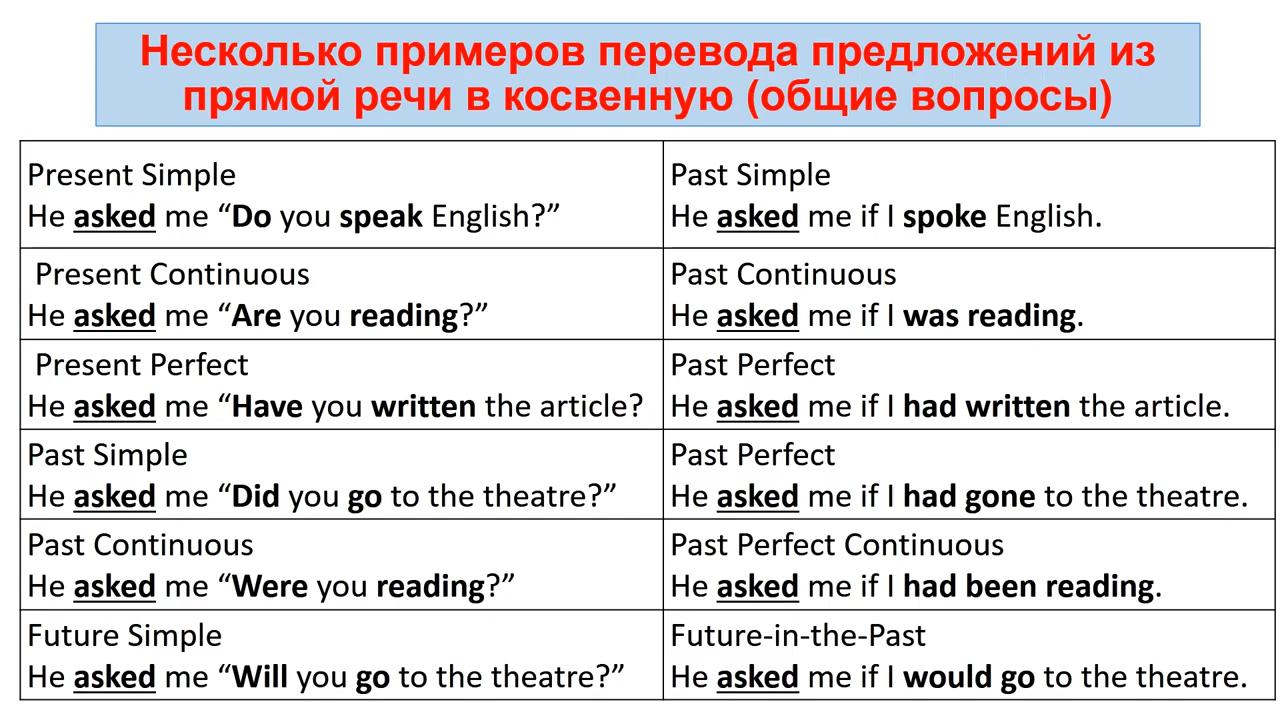 Несколько примеров перевода предложений из
прямой речи в косвенную (общие вопросы)
Present Simple
He asked me “Do you speak English?”
Past Simple
He asked me if I spoke English.
Present Continuous
He asked me “Are you reading?”
Past Continuous
He asked me if I was reading.
Present Perfect
He asked me “Have you written the article?
Past Perfect
He asked me if I had written the article.
Past Simple
He asked me “Did you go to the theatre?”
Past Perfect
He asked me if I had gone to the theatre.
Past Continuous
He asked me “Were you reading?”
Past Perfect Continuous
He asked me if I had been reading.
Future Simple
He asked me “Will you go to the theatre?”
Future-in-the-Past
He asked me if I would go to the theatre.